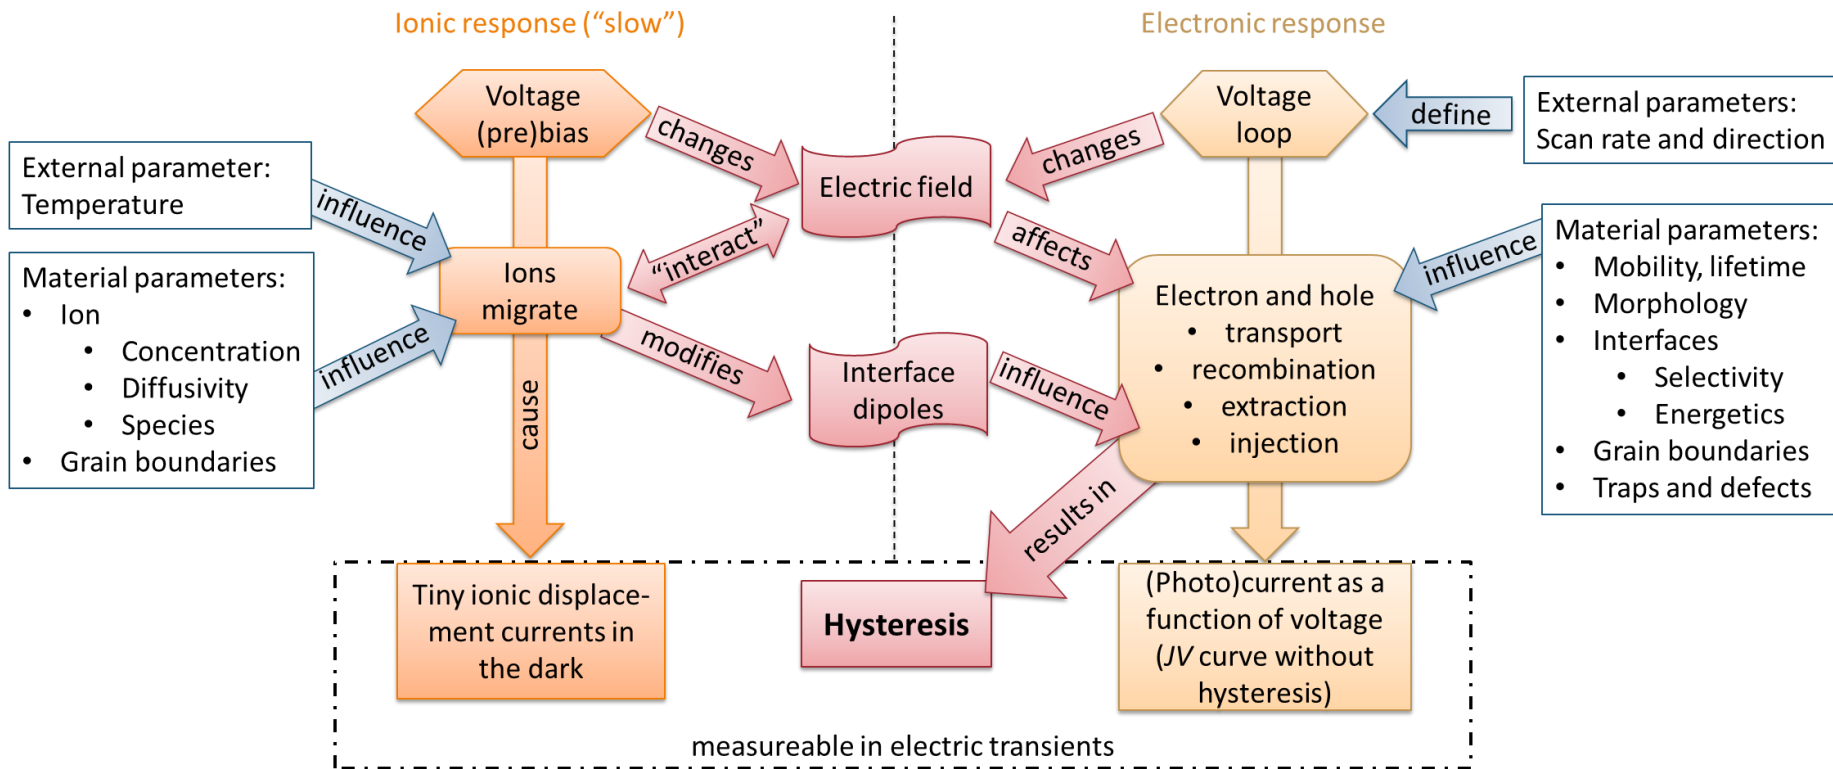 Ionic response (“slow”)
Electronic response
Voltage
(pre)bias
changes
Electric field
changes
Voltage
loop
define
External parameters:
Scan rate and direction
External parameter:
Temperature
influence
Material parameters:
• Ion
• Concentration
• Diffusivity
• Species
• Grain boundaries
influence
Ions
migrate
“interact”
modifies
cause
affects
Interface
dipoles
influence
Electron and hole
• transport
• recombination
• extraction
• injection
influence
Material parameters:
• Mobility, lifetime
• Morphology
• Interfaces
• Selectivity
• Energetics
• Grain boundaries
• Traps and defects
results in
Tiny ionic displace-
ment currents in
the dark
Hysteresis
(Photo)current as a
function of voltage
(JV curve without
hysteresis)
measureable in electric transients